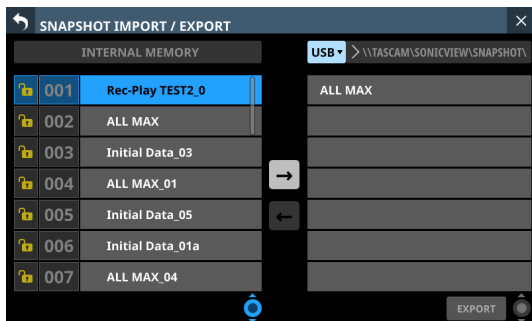 SNAPSHOT IMPORT / EXPORT
INTERNAL MEMORY
USB
\\TASCAM\SONICVIEW\SNAPSHOT\
001 Rec-Play TEST2_0
ALL MAX
002 ALL MAX
003 Initial Data_03
004 ALL MAX_01
005 Initial Data_05
006 Initial Data_01a
007 ALL MAX_04
EXPORT